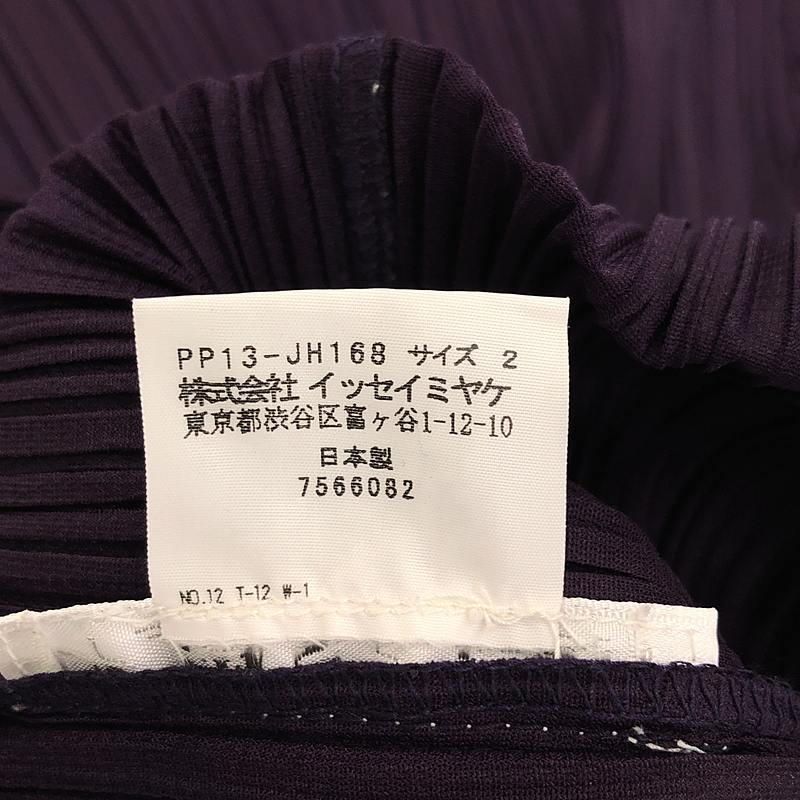 PP13-JH168 サイズ 2
株式会社 イッセイミヤケ
東京都渋谷区富ヶ谷1-12-10
日本製
7566082
NO.12 T-12 W-1